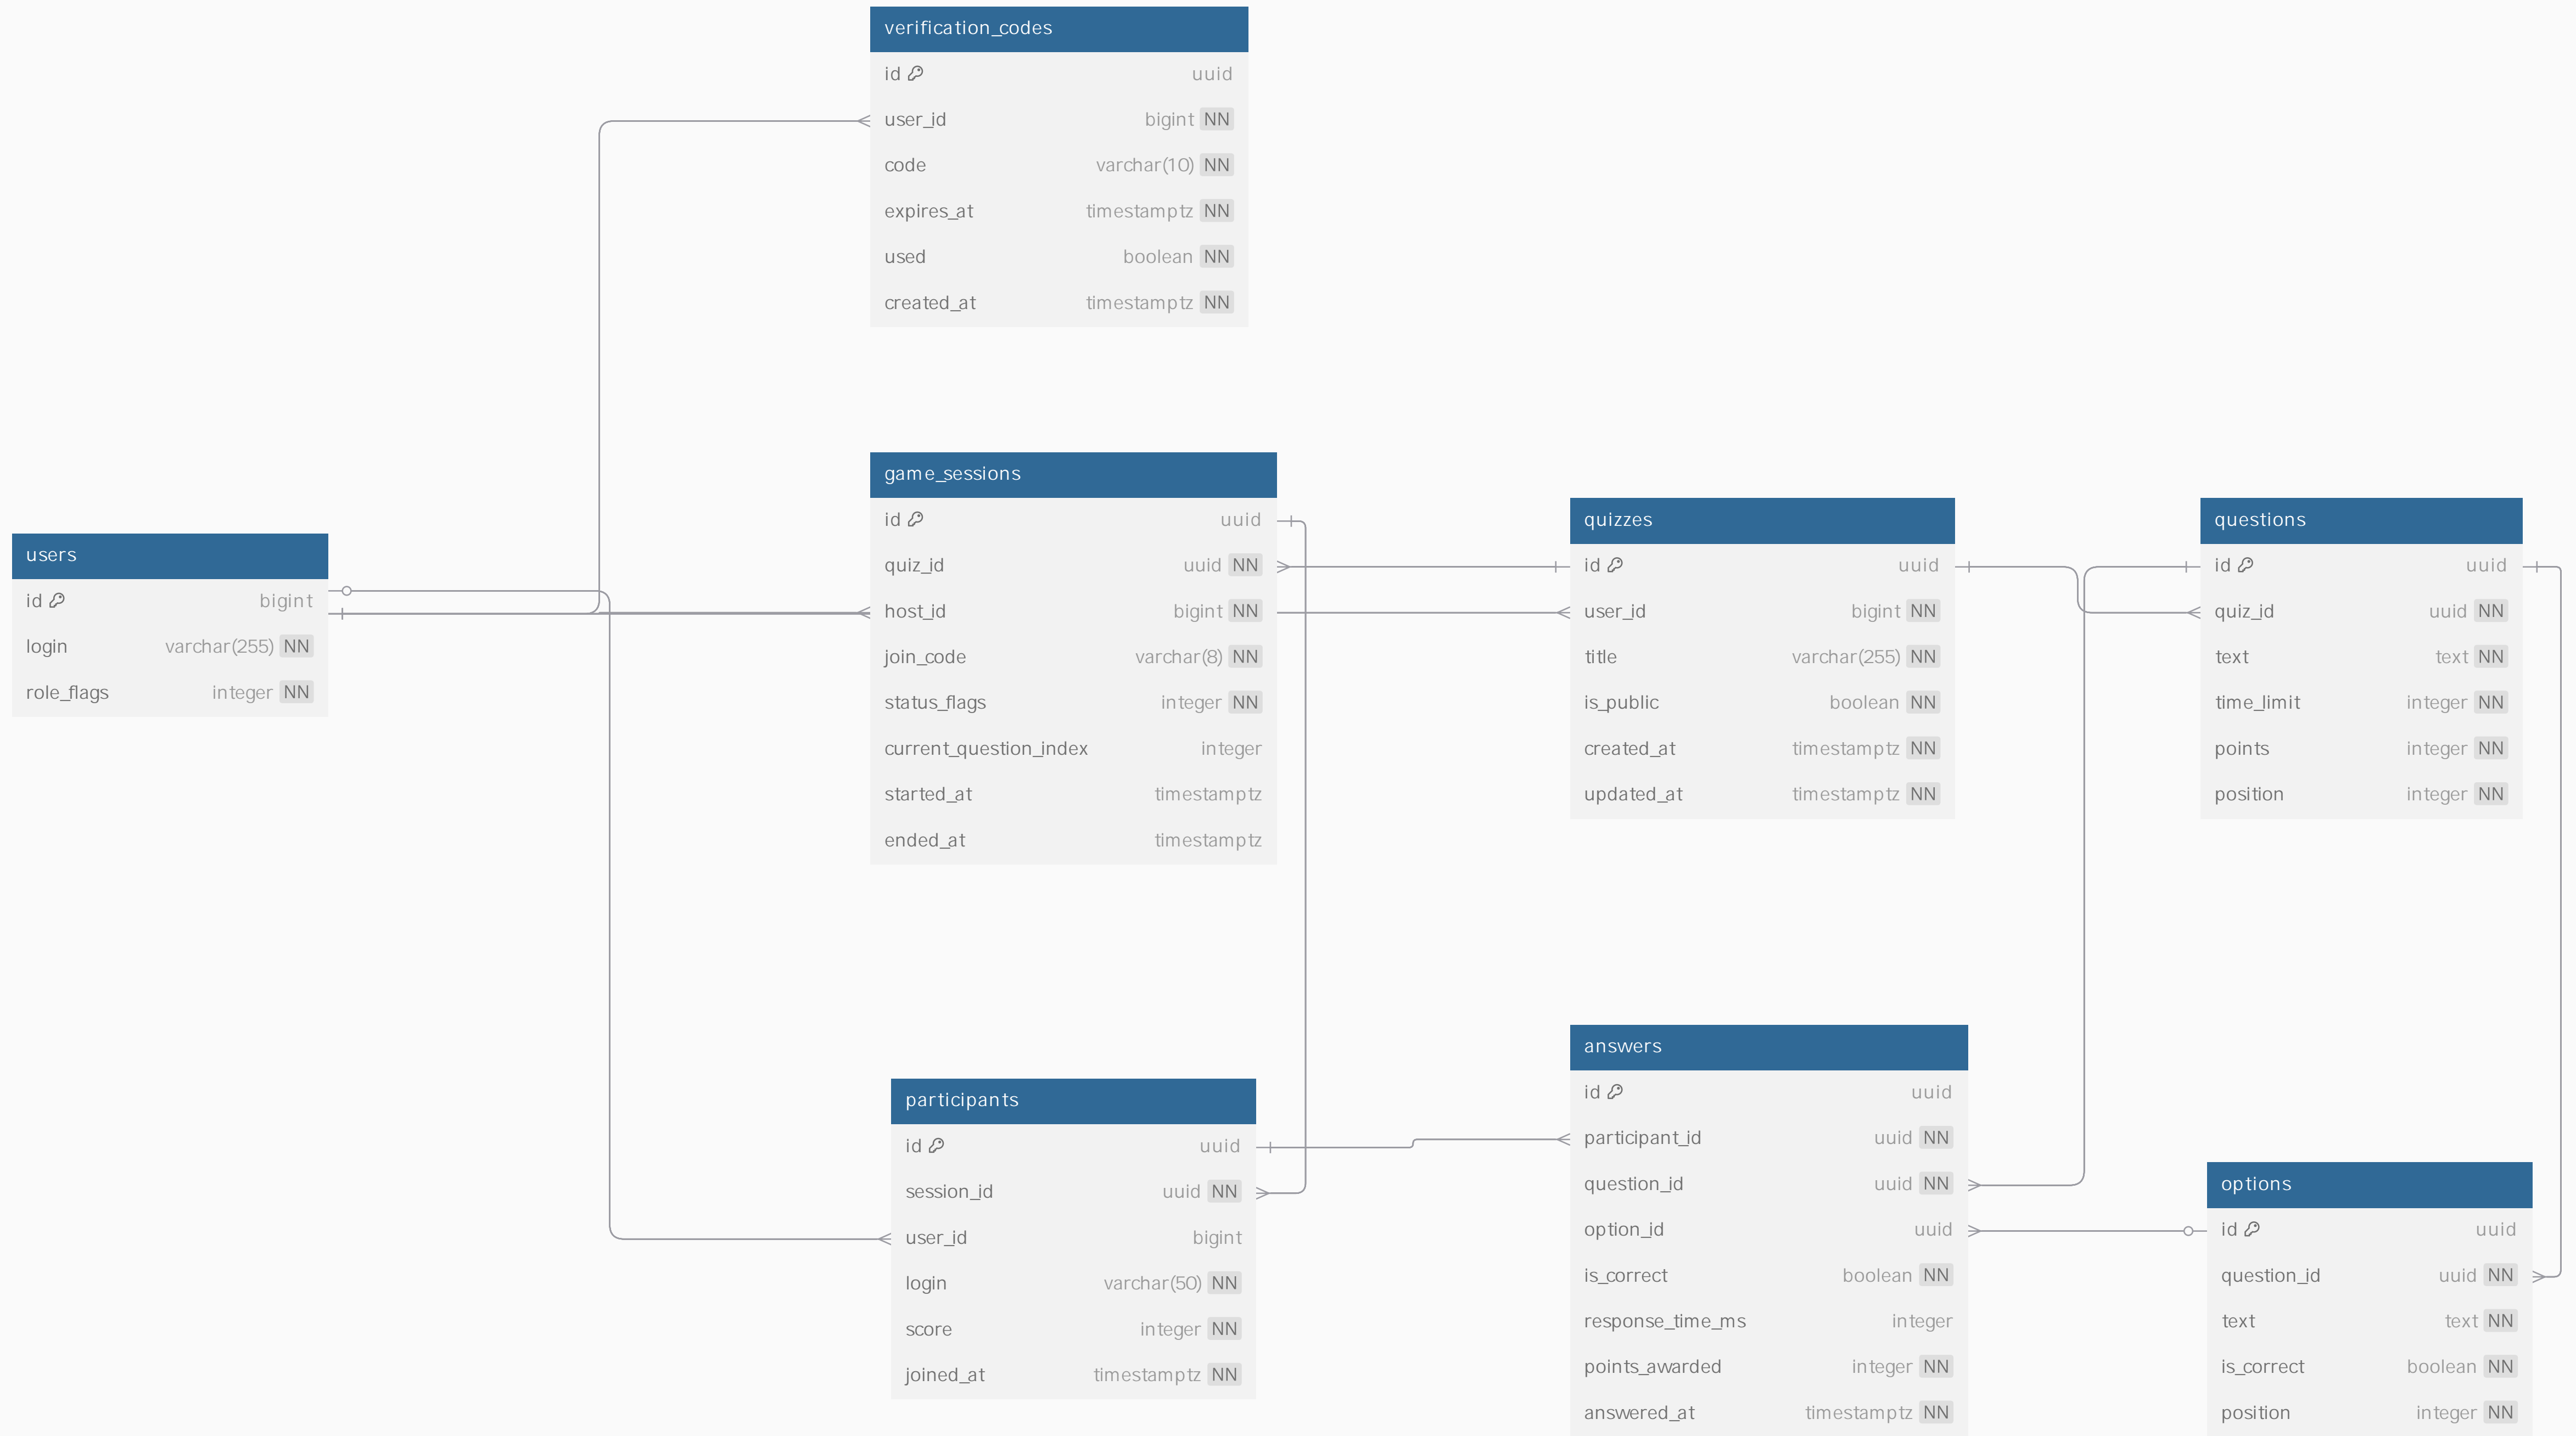 verification_codes
id uuid
user_id bigint NN
code varchar(10) NN
expires_at timestamptz NN
used boolean NN
created_at timestamptz NN
users
id bigint
login varchar(255) NN
role_flags integer NN
game_sessions
id uuid
quiz_id uuid NN
host_id bigint NN
join_code varchar(8) NN
status_flags integer NN
current_question_index integer
started_at timestamptz
ended_at timestamptz
quizzes
id uuid
user_id bigint NN
title varchar(255) NN
is_public boolean NN
created_at timestamptz NN
updated_at timestamptz NN
questions
id uuid
quiz_id uuid NN
text text NN
time_limit integer NN
points integer NN
position integer NN
participants
id uuid
session_id uuid NN
user_id bigint
login varchar(50) NN
score integer NN
joined_at timestamptz NN
answers
id uuid
participant_id uuid NN
question_id uuid NN
option_id uuid
is_correct boolean NN
response_time_ms integer
points_awarded integer NN
answered_at timestamptz NN
options
id uuid
question_id uuid NN
text text NN
is_correct boolean NN
position integer NN